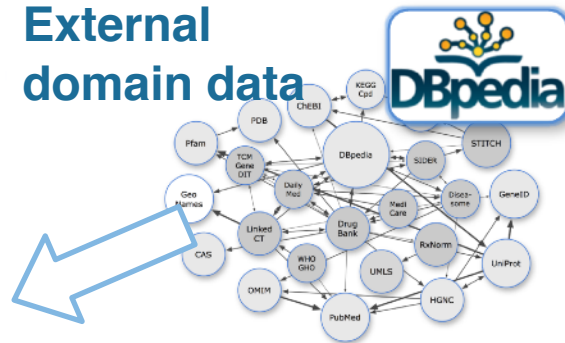 External
domain data
DBpedia
KEGG
Cpd
ChEBI
PDB
Pfam
DBpedia
STITCH
TCM
Gene
DIT
SIDER
Daily
Med
Disea-
some
GeneID
Geo
Names
Medi
Care
Linked
CT
Drug
Bank
RxNorm
CAS
WHO
GHO
UMLS
UniProt
OMIM
HGNC
PubMed